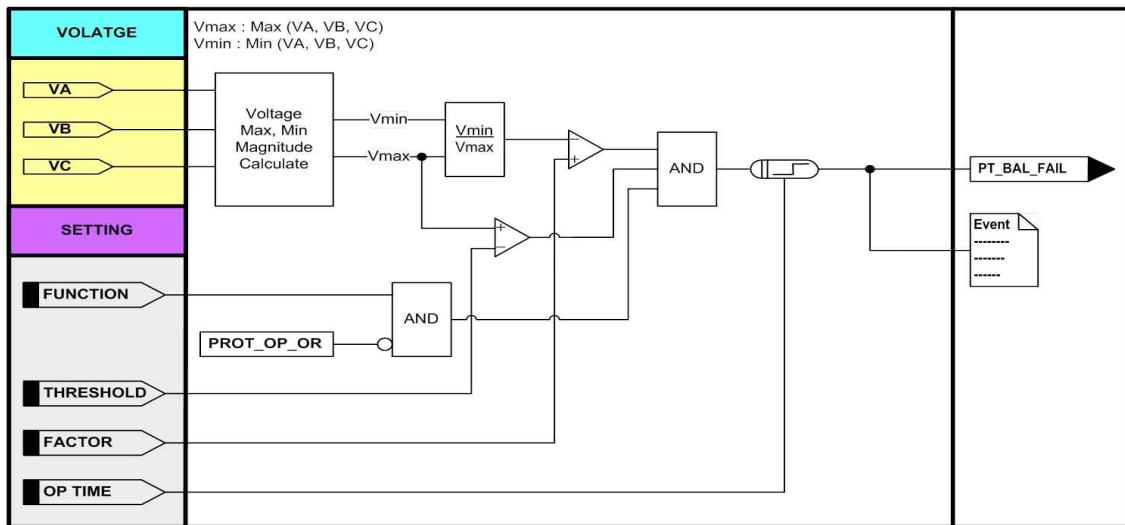 VOLATGE
Vmax : Max (VA, VB, VC)
Vmin : Min (VA, VB, VC)
VA
VB
VC
Voltage
Max, Min
Magnitude
Calculate
Vmin
Vmax
Vmin
Vmax
−
+
AND
PT_BAL_FAIL
SETTING
+
−
Event
--------
-------
------
FUNCTION
AND
PROT_OP_OR
THRESHOLD
FACTOR
OP TIME